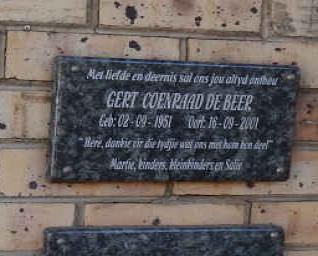 Met liefde en deernis sal ons jou altyd onthou
GERT COENRAAD DE BEER
Geb: 02-09-1951 Oorl: 16-09-2001
"Here, dankie vir die tydjie wat ons met hom kon deel"
Martie, kinders, kleinkinders en Salie